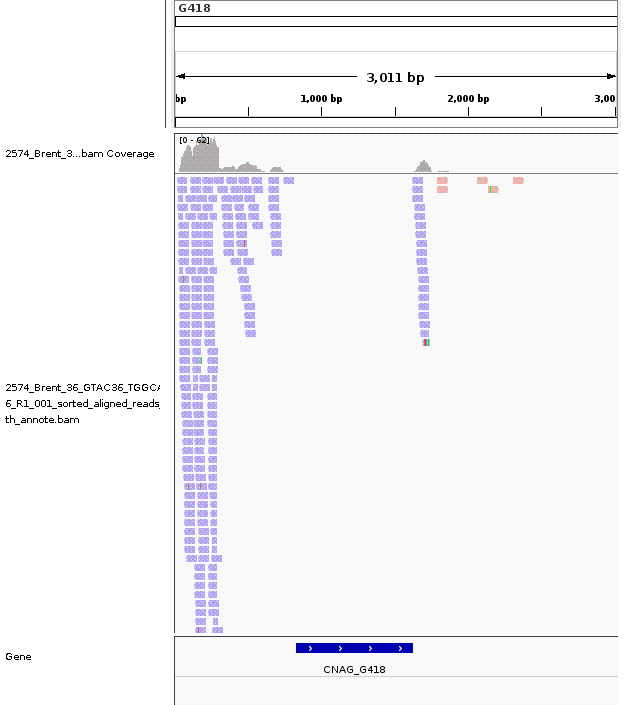 G418
3,011 bp
bp 1,000 bp 2,000 bp 3,00
[0 - 62]
2574_Brent_3...bam Coverage
2574_Brent_36_GTAC36_TGGCA
6_R1_001_sorted_aligned_reads_
th_annote.bam
Gene
CNAG_G418